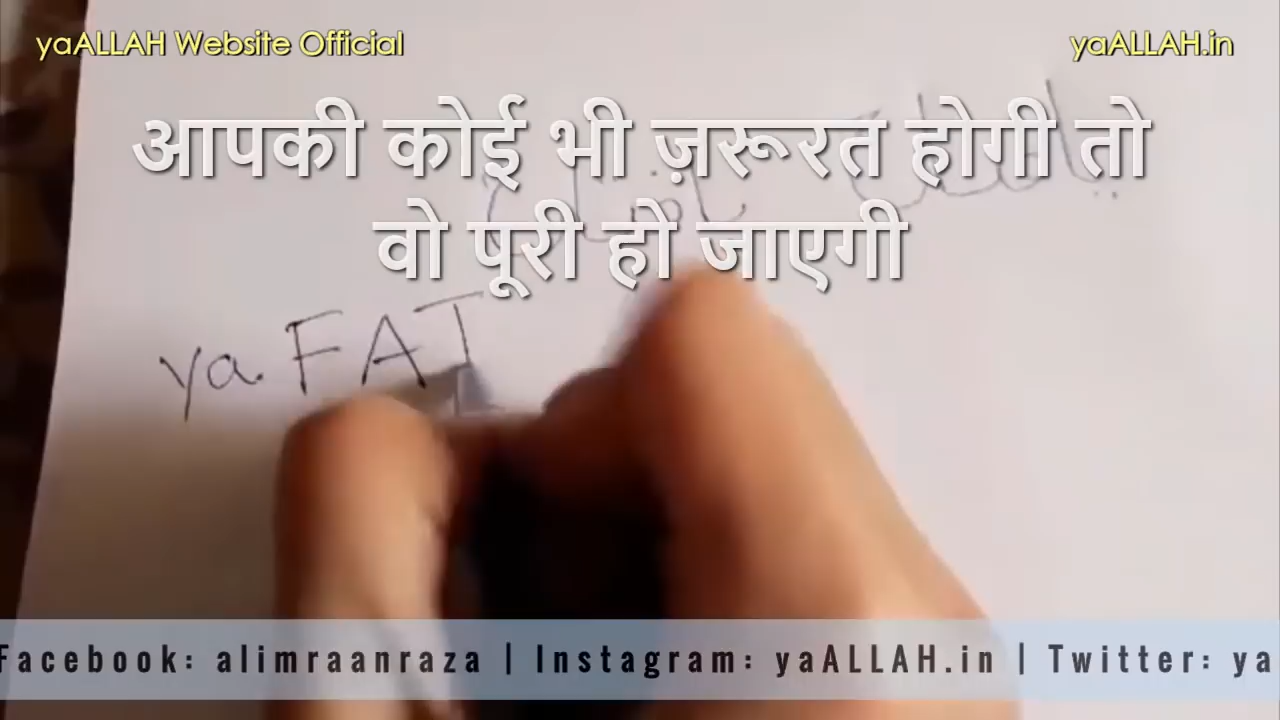 yaALLAH Website Official
yaALLAH.in
आपकी कोई भी ज़रूरत होगी तो
वो पूरी हो जाएगी
ya FAT
Facebook: alimraanraza | Instagram: yaALLAH.in | Twitter: ya